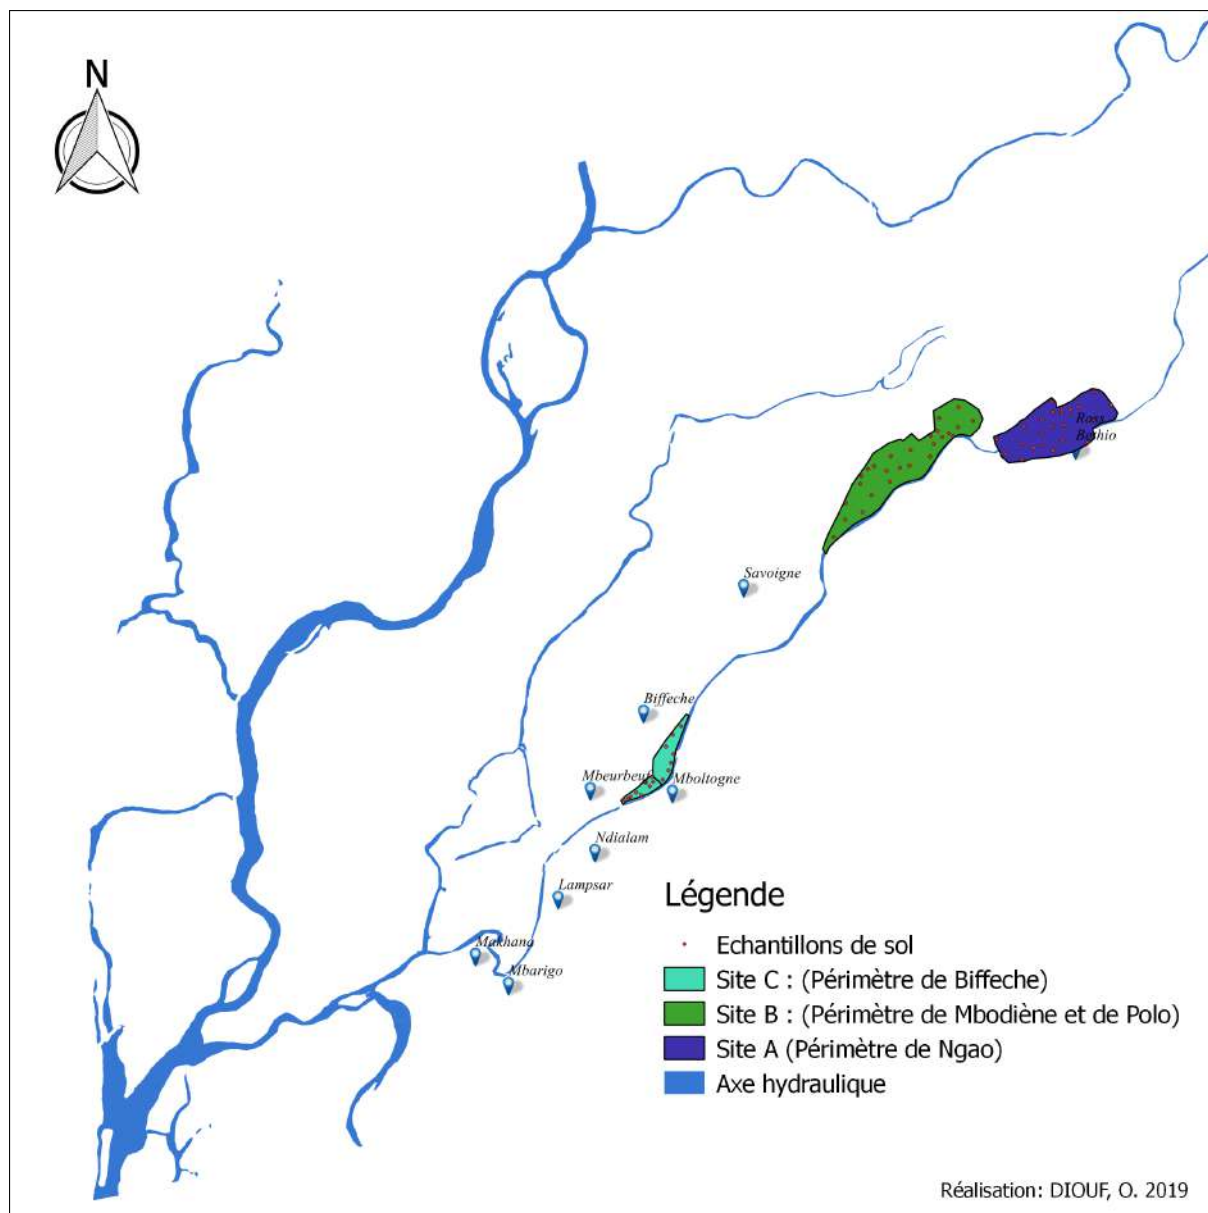 N
Ross
Bethio
Savoigne
Biffeche
Mbeurbeuf
Mboltogne
Ndialam
Lampsar
Makhana
Mbarigo
Légende
Echantillons de sol
Site C : (Périmètre de Biffeche)
Site B : (Périmètre de Mbodiène et de Polo)
Site A (Périmètre de Ngao)
Axe hydraulique
Réalisation: DIOUF, O. 2019